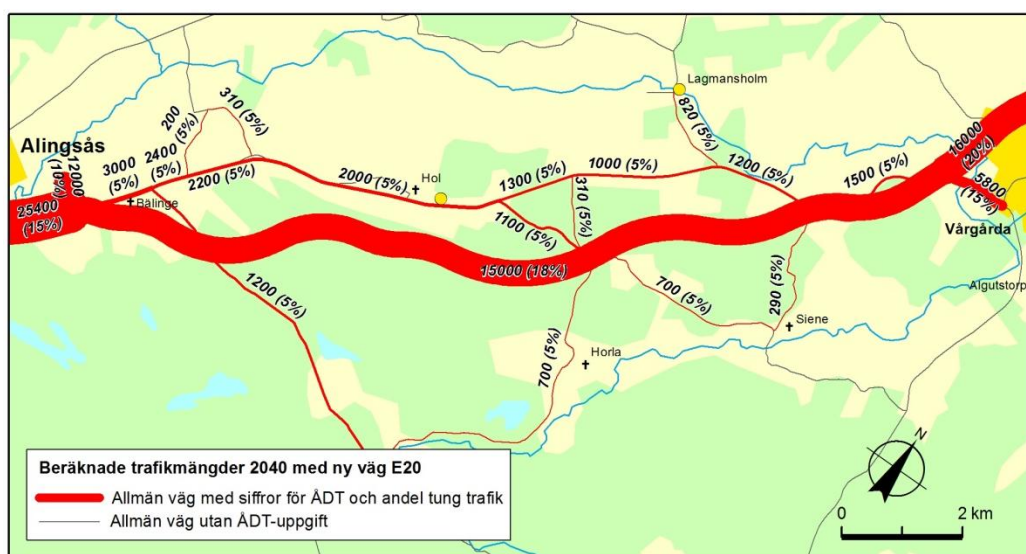 Lagmansholm
820 (5%)
310 (5%)
200
Alingsås
12000
(10%)
3000
(5%)
2400
(5%)
2200 (5%)
2000 (5%)
Hol
1300 (5%)
1000 (5%)
1200 (5%)
1500 (5%)
16000
(20%)
5800
(15%)
25400
(15%)
Bälinge
310 (5%)
1100 (5%)
Vårgårda
15000 (18%)
1200 (5%)
700 (5%)
290 (5%)
Algutstorp
Siene
700 (5%)
Horla
N
Beräknade trafikmängder 2040 med ny väg E20
Allmän väg med siffror för ÅDT och andel tung trafik
Allmän väg utan ÅDT-uppgift
0 2 km